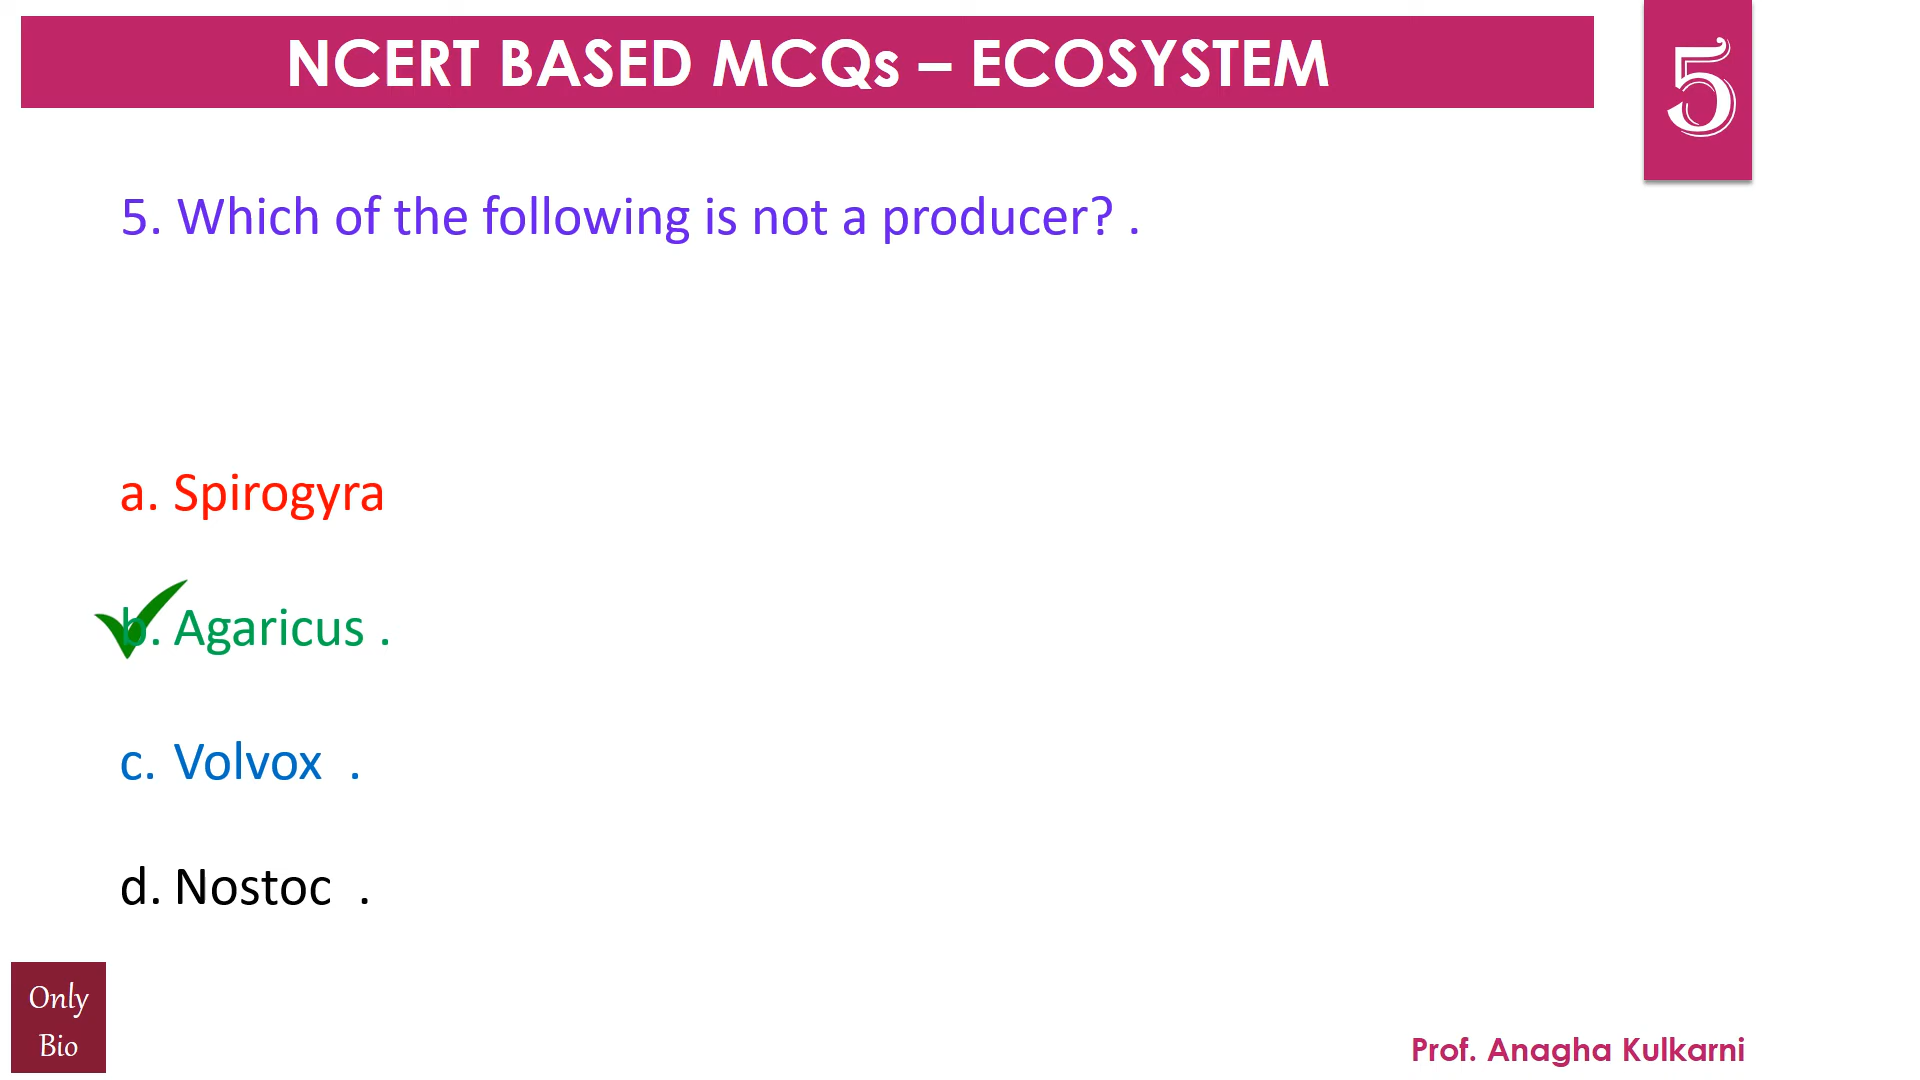 NCERT BASED MCQs – ECOSYSTEM
5
5. Which of the following is not a producer? .
a. Spirogyra
b. Agaricus .
c. Volvox .
d. Nostoc .
Only
Bio
Prof. Anagha Kulkarni